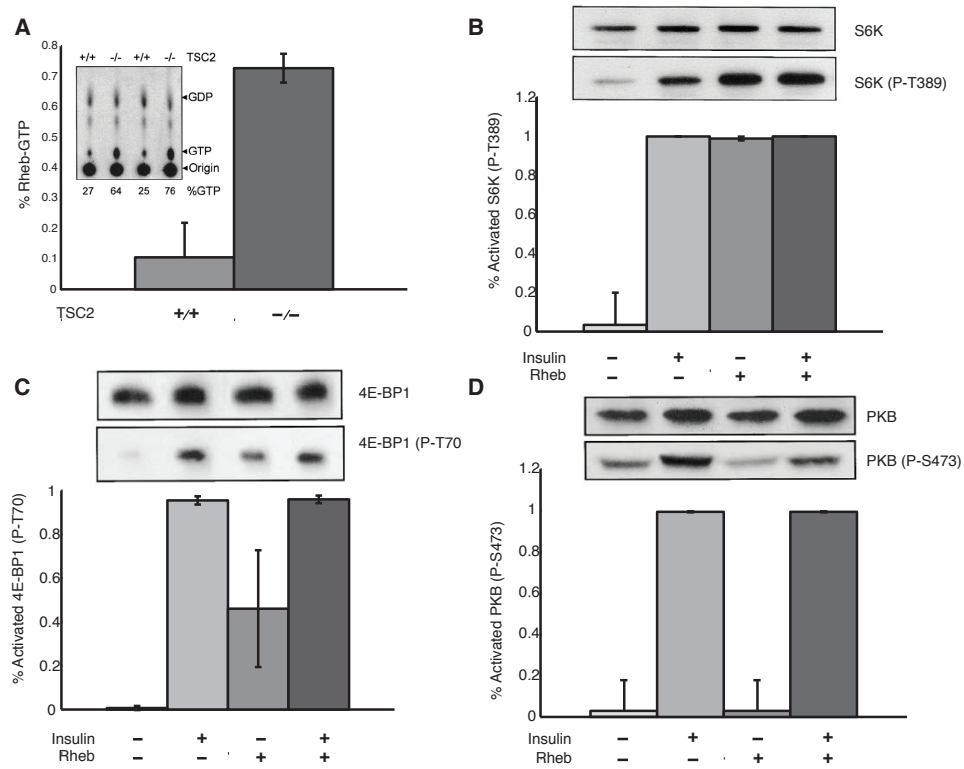 A
0.8
0.7
0.6
0.5
0.4
0.3
0.2
0.1
0
% Rheb-GTP
+/+ -/- +/+ -/- TSC2
GDP
GTP
Origin
27 64 25 76 %GTP
TSC2 +/+ −/−
B
S6K
S6K (P-T389)
1.2
1
0.8
0.6
0.4
0.2
0
% Activated S6K (P-T389)
Insulin − + − +
Rheb − − + +
C
4E-BP1
4E-BP1 (P-T70
1
0.8
0.6
0.4
0.2
0
% Activated 4E-BP1 (P-T70)
Insulin − + − +
Rheb − − + +
D
PKB
PKB (P-S473)
1.2
1
0.8
0.6
0.4
0.2
0
% Activated PKB (P-S473)
Insulin − + − +
Rheb − − + +